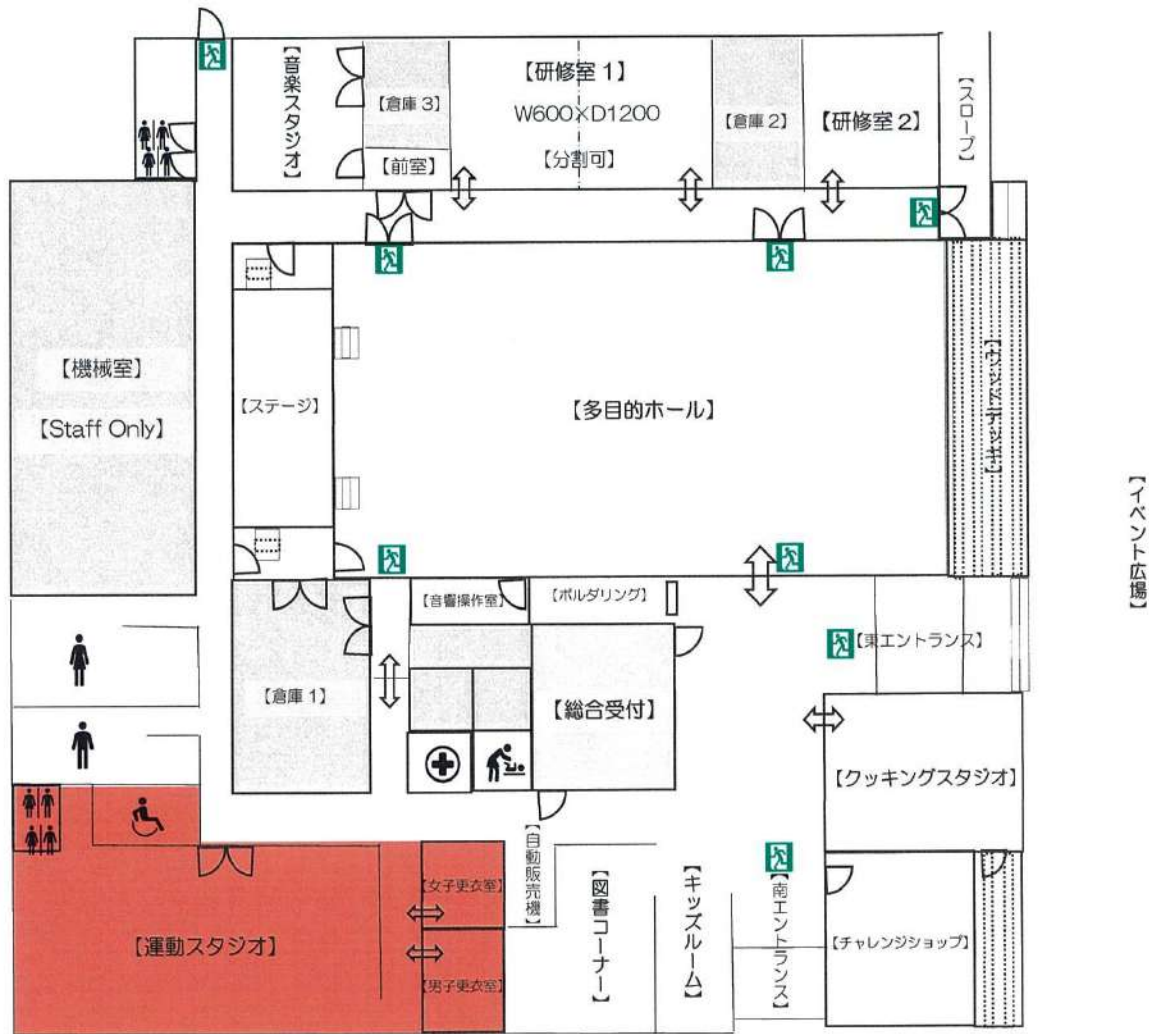 【音楽スタジオ】
【倉庫 3】
【前室】
【研修室 1】
W600×D1200
【分割可】
【倉庫 2】
【研修室 2】
【スロープ】
【機械室】
【Staff Only】
【ステージ】
【多目的ホール】
【ウッドデッキ】
【イベント広場】
【音響操作室】
【ボルダリング】
【東エントランス】
【倉庫 1】
【総合受付】
【クッキングスタジオ】
【自動販売機】
【女子更衣室】
【男子更衣室】
【運動スタジオ】
【図書コーナー】
【キッズルーム】
【南エントランス】
【チャレンジショップ】